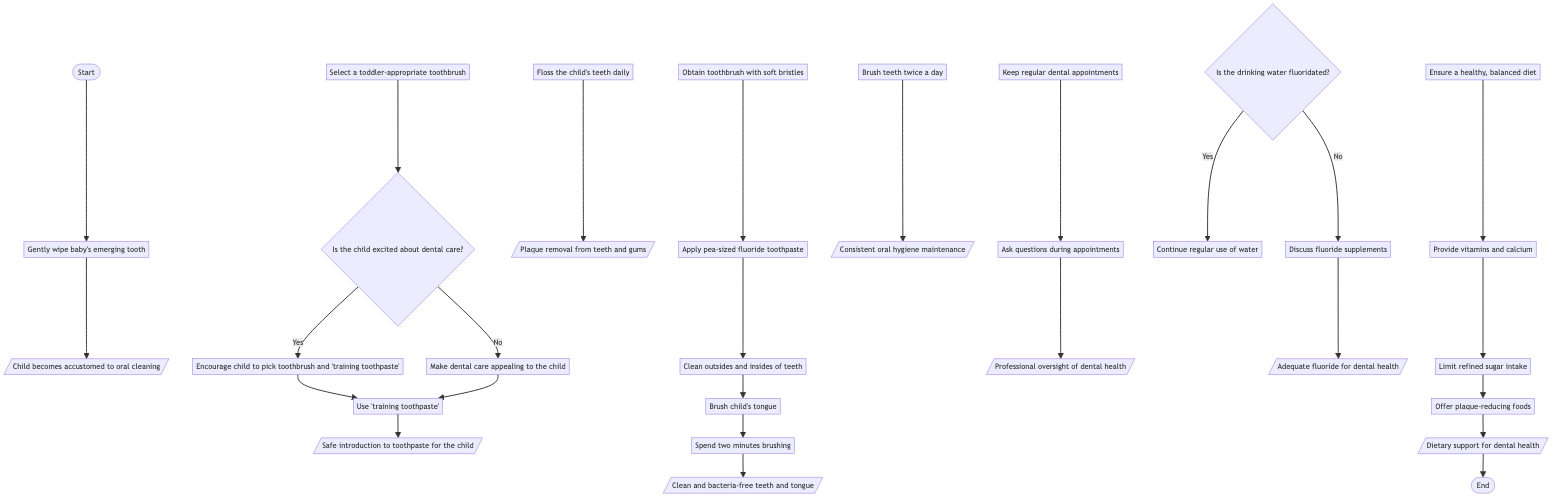 Start
Select a toddler-appropriate toothbrush
Floss the child's teeth daily
Obtain toothbrush with soft bristles
Brush teeth twice a day
Keep regular dental appointments
Is the drinking water fluoridated?
Ensure a healthy, balanced diet
Yes
No
Gently wipe baby's emerging tooth
Is the child excited about dental care?
Plaque removal from teeth and gums
Apply pea-sized fluoride toothpaste
Consistent oral hygiene maintenance
Ask questions during appointments
Continue regular use of water
Discuss fluoride supplements
Provide vitamins and calcium
Yes
No
Child becomes accustomed to oral cleaning
Encourage child to pick toothbrush and 'training toothpaste'
Make dental care appealing to the child
Clean outsides and insides of teeth
Professional oversight of dental health
Adequate fluoride for dental health
Limit refined sugar intake
Use 'training toothpaste'
Brush child's tongue
Offer plaque-reducing foods
Safe introduction to toothpaste for the child
Spend two minutes brushing
Dietary support for dental health
Clean and bacteria-free teeth and tongue
End